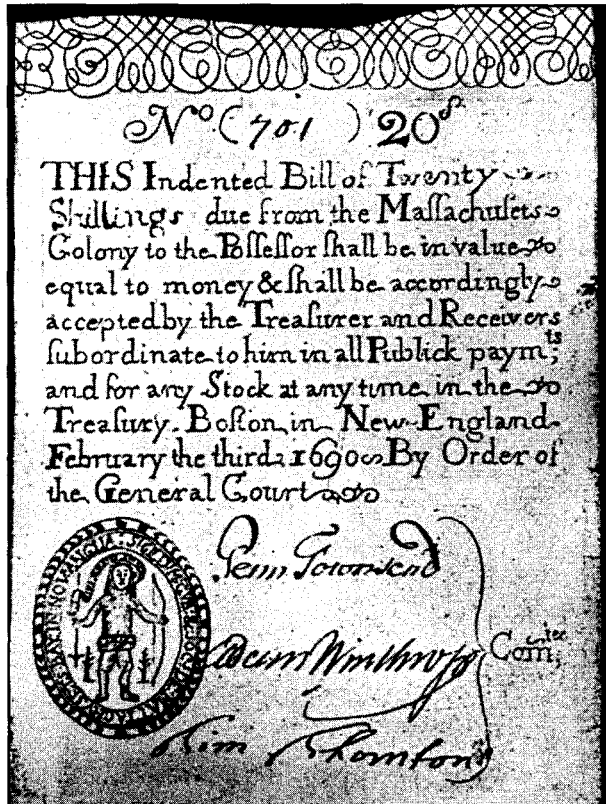 No (701) 20s
THIS Indented Bill of Twenty
Shillings due from the Maſſachuſets
Colony to the Poſſeſſor ſhall be in value
equal to money & ſhall be accordingly
accepted by the Treaſurer and Receivers
ſubordinate to him in all Publick paymts;
and for any Stock at any time in the
Treaſury. Boſton in New-England
February the third 1690 By Order of
the General Court
Penn Townsend
Adam Winthrop
Tim Thornton
Comtee;